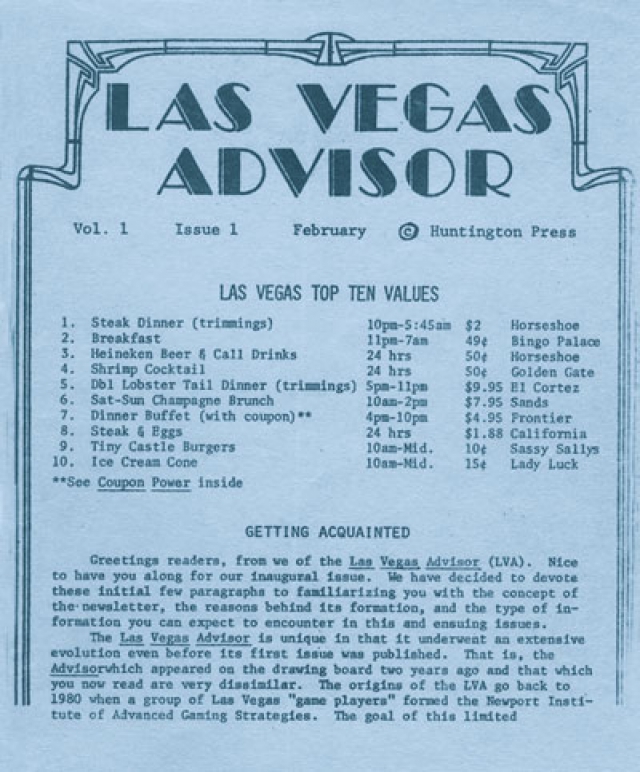 LAS VEGAS
ADVISOR
Vol. 1 Issue 1 February © Huntington Press
LAS VEGAS TOP TEN VALUES
1. Steak Dinner (trimmings) 10pm-5:45am $2 Horseshoe
2. Breakfast 11pm-7am 49¢ Bingo Palace
3. Heineken Beer & Call Drinks 24 hrs 50¢ Horseshoe
4. Shrimp Cocktail 24 hrs 50¢ Golden Gate
5. Dbl Lobster Tail Dinner (trimmings) 5pm-11pm $9.95 El Cortez
6. Sat-Sun Champagne Brunch 10am-2pm $7.95 Sands
7. Dinner Buffet (with coupon)** 4pm-10pm $4.95 Frontier
8. Steak & Eggs 24 hrs $1.88 California
9. Tiny Castle Burgers 10am-Mid. 10¢ Sassy Sallys
10. Ice Cream Cone 10am-Mid. 15¢ Lady Luck
**See Coupon Power inside
GETTING ACQUAINTED
Greetings readers, from we of the Las Vegas Advisor (LVA). Nice
to have you along for our inaugural issue. We have decided to devote
these initial few paragraphs to familiarizing you with the concept of
the newsletter, the reasons behind its formation, and the type of in-
formation you can expect to encounter in this and ensuing issues.
The Las Vegas Advisor is unique in that it underwent an extensive
evolution even before its first issue was published. That is, the
Advisorwhich appeared on the drawing board two years ago and that which
you now read are very dissimilar. The origins of the LVA go back to
1980 when a group of Las Vegas "game players" formed the Newport Insti-
tute of Advanced Gaming Strategies. The goal of this limited